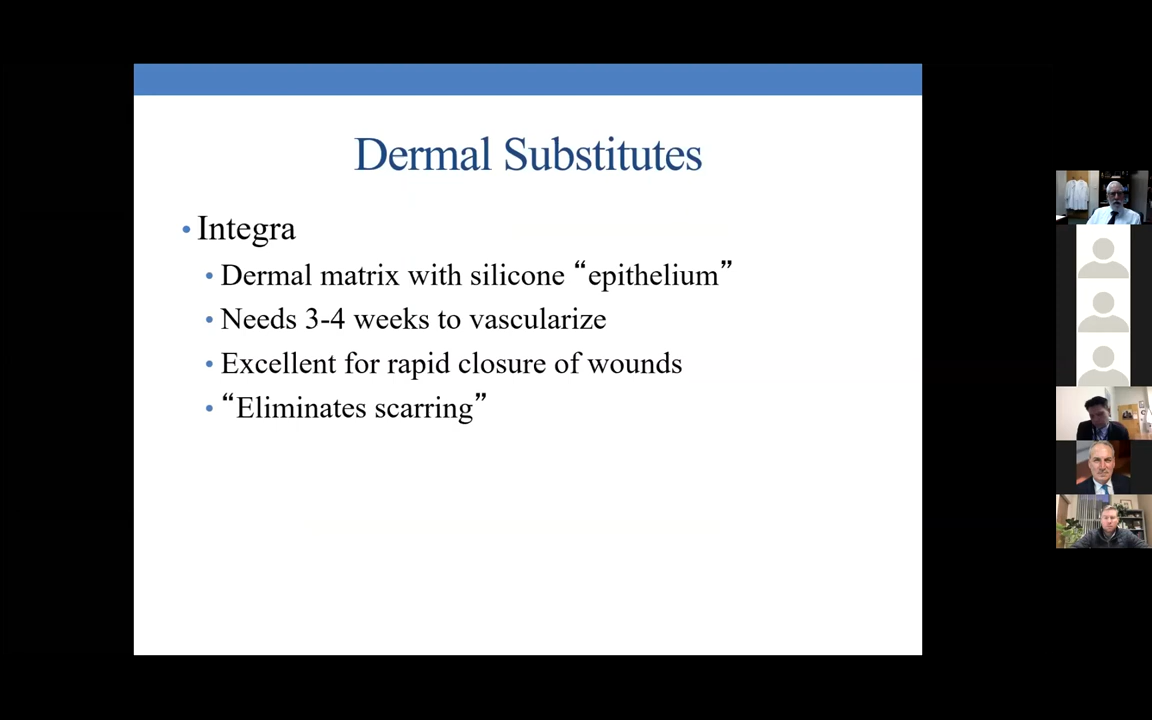 Dermal Substitutes
• Integra
• Dermal matrix with silicone “epithelium”
• Needs 3-4 weeks to vascularize
• Excellent for rapid closure of wounds
• “Eliminates scarring”